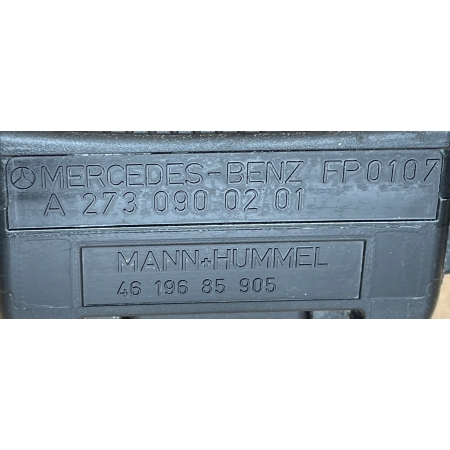 MERCEDES-BENZ FP0107
A 273 090 02 01
MANN+HUMMEL
46 196 85 905